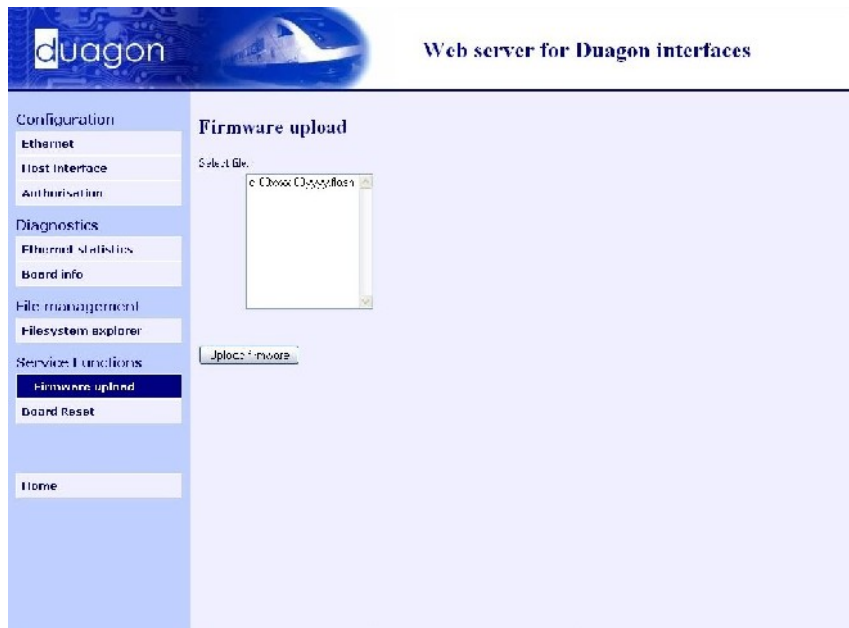 duagon
Web server for Duagon interfaces
Configuration
Ethernet
Host Interface
Authorisation
Diagnostics
Ethernet statistics
Board info
File management
Filesystem explorer
Service Functions
Firmware upload
Board Reset
Home
Firmware upload
Select file:
Upload firmware